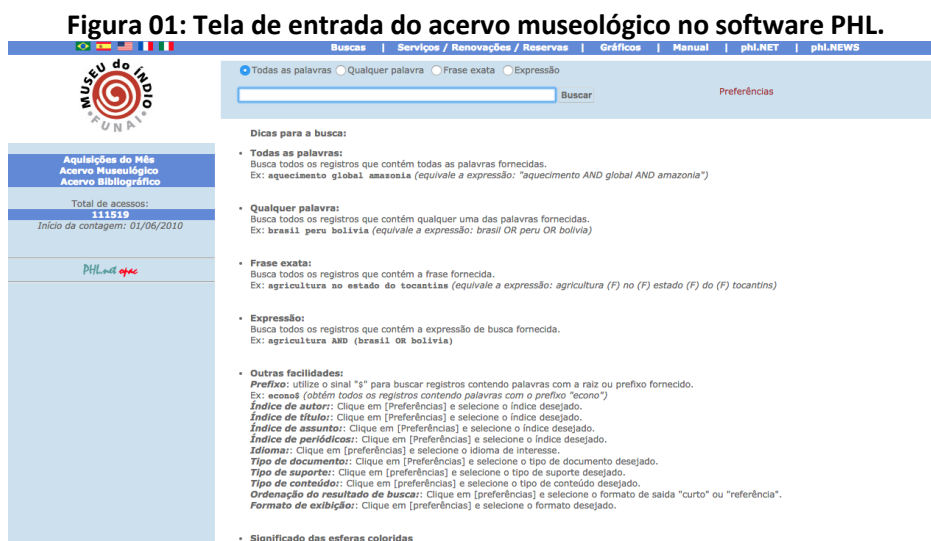 Figura 01: Tela de entrada do acervo museológico no software PHL.
Buscas | Serviços / Renovações / Reservas | Gráficos | Manual | phl.NET | phl.NEWS
MUSEU do ÍNDIO
FUNAI
Todas as palavras Qualquer palavra Frase exata Expressão
Buscar
Preferências
Aquisições do Mês
Acervo Museulógico
Acervo Bibliográfico
Total de acessos:
111519
Início da contagem: 01/06/2010
PHL.net opac
Dicas para a busca:
• Todas as palavras:
Busca todos os registros que contém todas as palavras fornecidas.
Ex: aquecimento global amazonia (equivale a expressão: "aquecimento AND global AND amazonia")
• Qualquer palavra:
Busca todos os registros que contém qualquer uma das palavras fornecidas.
Ex: brasil peru bolivia (equivale a expressão: brasil OR peru OR bolivia)
• Frase exata:
Busca todos os registros que contém a frase fornecida.
Ex: agricultura no estado do tocantins (equivale a expressão: agricultura (F) no (F) estado (F) do (F) tocantins)
• Expressão:
Busca todos os registros que contém a expressão de busca fornecida.
Ex: agricultura AND (brasil OR bolivia)
• Outras facilidades:
Prefixo: utilize o sinal "$" para buscar registros contendo palavras com a raiz ou prefixo fornecido.
Ex: econo$ (obtém todos os registros contendo palavras com o prefixo "econo")
Índice de autor:: Clique em [Preferências] e selecione o índice desejado.
Índice de título:: Clique em [Preferências] e selecione o índice desejado.
Índice de assunto:: Clique em [Preferências] e selecione o índice desejado.
Índice de periódicos:: Clique em [Preferências] e selecione o índice desejado.
Idioma:: Clique em [preferências] e selecione o idioma de interesse.
Tipo de documento:: Clique em [Preferências] e selecione o tipo de documento desejado.
Tipo de suporte:: Clique em [preferências] e selecione o tipo de suporte desejado.
Tipo de conteúdo:: Clique em [preferências] e selecione o tipo de conteúdo desejado.
Ordenação do resultado de busca:: Clique em [preferências] e selecione o formato de saida "curto" ou "referência".
Formato de exibição:: Clique em [preferências] e selecione o formato desejado.
• Significado das esferas coloridas